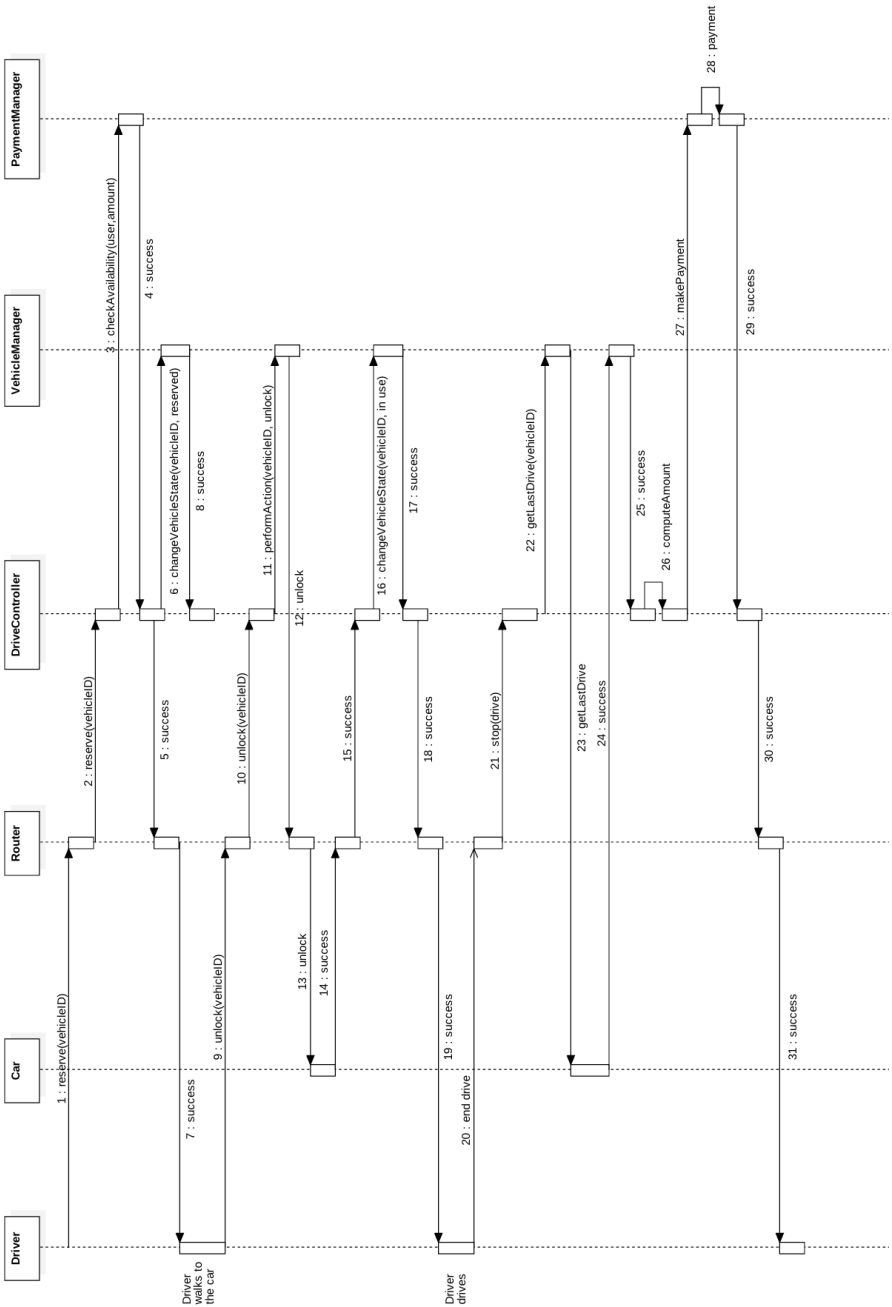 Driver
Car
Router
DriveController
VehicleManager
PaymentManager
1 : reserve(vehicleID)
2 : reserve(vehicleID)
3 : checkAvailability(user,amount)
4 : success
5 : success
6 : changeVehicleState(vehicleID, reserved)
7 : success
8 : success
Driver
walks to
the car
9 : unlock(vehicleID)
10 : unlock(vehicleID)
11 : performAction(vehicleID, unlock)
12 : unlock
13 : unlock
14 : success
15 : success
16 : changeVehicleState(vehicleID, in use)
17 : success
18 : success
19 : success
Driver
drives
20 : end drive
21 : stop(drive)
22 : getLastDrive(vehicleID)
23 : getLastDrive
24 : success
25 : success
26 : computeAmount
27 : makePayment
28 : payment
29 : success
30 : success
31 : success